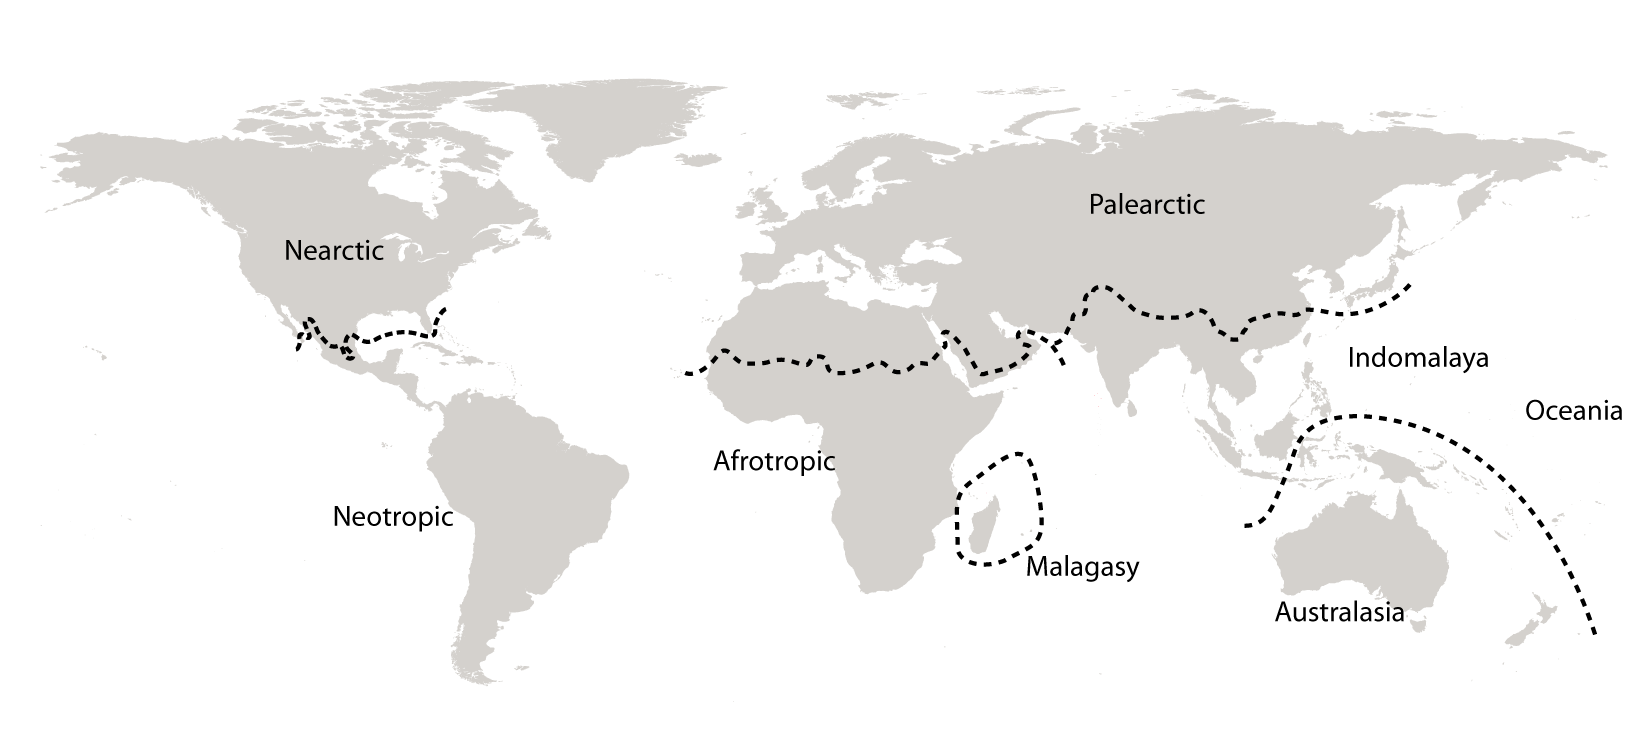 Palearctic
Nearctic
Indomalaya
Oceania
Afrotropic
Neotropic
Malagasy
Australasia